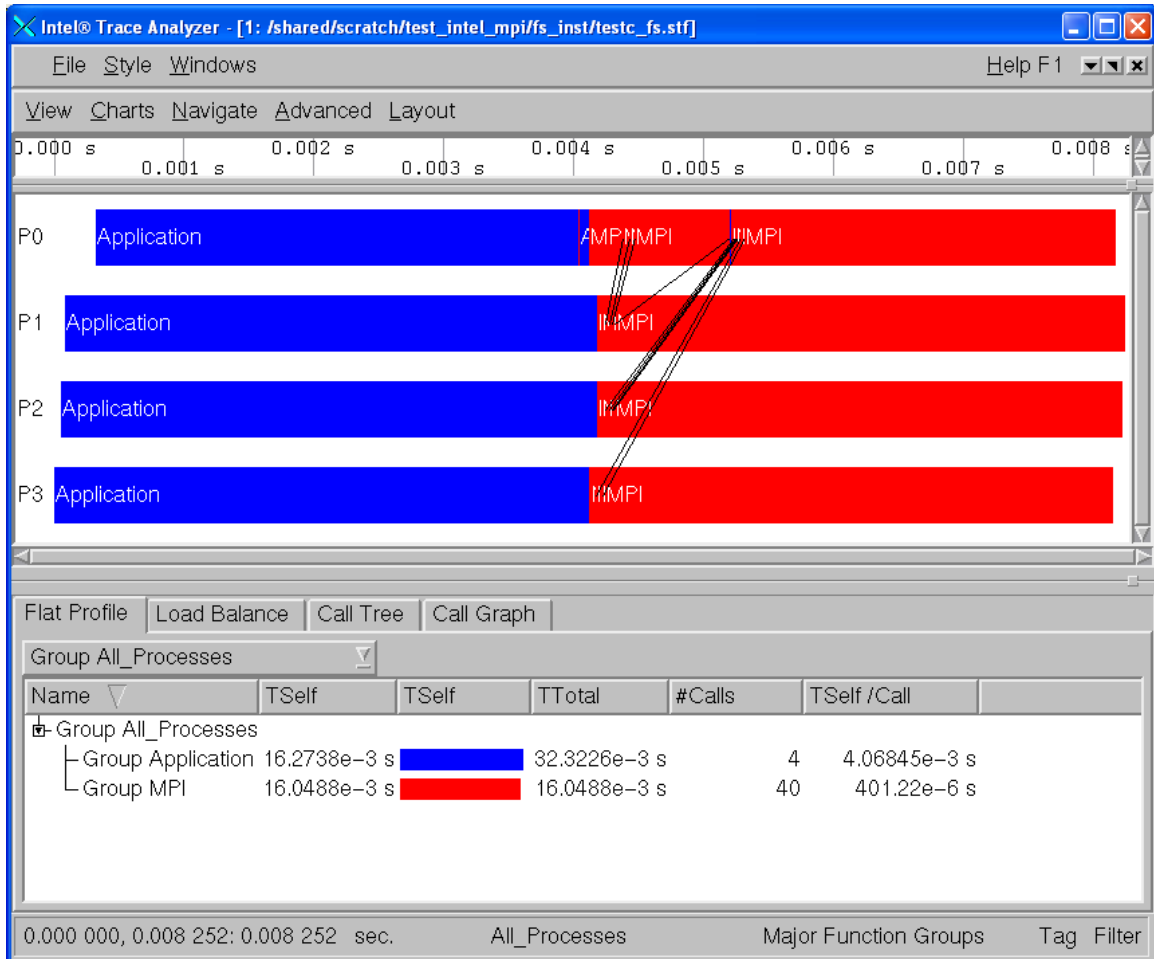 Intel® Trace Analyzer - [1: /shared/scratch/test_intel_mpi/fs_inst/testc_fs.stf]
File Style Windows Help F1
View Charts Navigate Advanced Layout
0.000 s 0.002 s 0.004 s 0.006 s 0.008 s
0.001 s 0.003 s 0.005 s 0.007 s
P0 Application MPI MPI
P1 Application MPI
P2 Application MPI
P3 Application MPI
Flat Profile Load Balance Call Tree Call Graph
Group All_Processes
Name TSelf TSelf TTotal #Calls TSelf /Call
Group All_Processes
Group Application 16.2738e-3 s 32.3226e-3 s 4 4.06845e-3 s
Group MPI 16.0488e-3 s 16.0488e-3 s 40 401.22e-6 s
0.000 000, 0.008 252: 0.008 252 sec. All_Processes Major Function Groups Tag Filter